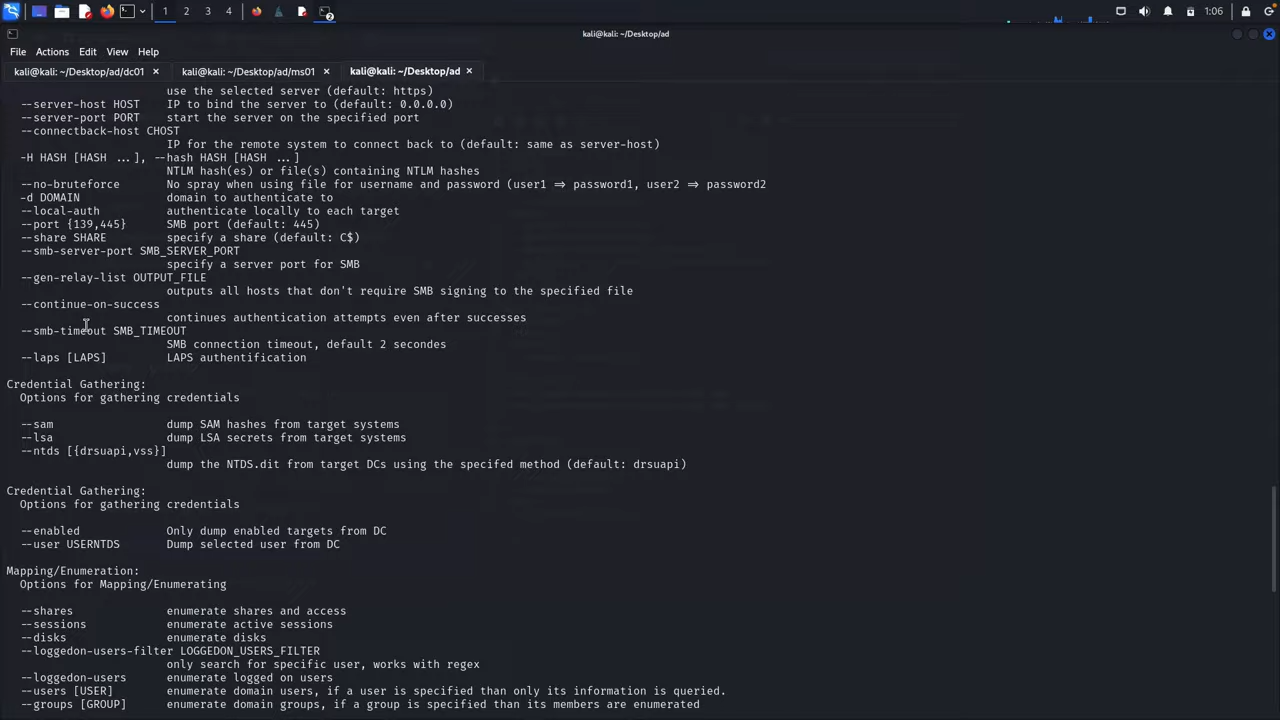 1 2 3 4 2 1:06
kali@kali: ~/Desktop/ad
File Actions Edit View Help
kali@kali: ~/Desktop/ad/dc01 × kali@kali: ~/Desktop/ad/ms01 × kali@kali: ~/Desktop/ad ×
use the selected server (default: https)
--server-host HOST IP to bind the server to (default: 0.0.0.0)
--server-port PORT start the server on the specified port
--connectback-host CHOST
IP for the remote system to connect back to (default: same as server-host)
-H HASH [HASH ...], --hash HASH [HASH ...]
NTLM hash(es) or file(s) containing NTLM hashes
--no-bruteforce No spray when using file for username and password (user1 => password1, user2 => password2
-d DOMAIN domain to authenticate to
--local-auth authenticate locally to each target
--port {139,445} SMB port (default: 445)
--share SHARE specify a share (default: C$)
--smb-server-port SMB_SERVER_PORT
specify a server port for SMB
--gen-relay-list OUTPUT_FILE
outputs all hosts that don't require SMB signing to the specified file
--continue-on-success
continues authentication attempts even after successes
--smb-timeout SMB_TIMEOUT
SMB connection timeout, default 2 secondes
--laps [LAPS] LAPS authentification
Credential Gathering:
Options for gathering credentials
--sam dump SAM hashes from target systems
--lsa dump LSA secrets from target systems
--ntds [{drsuapi,vss}]
dump the NTDS.dit from target DCs using the specifed method (default: drsuapi)
Credential Gathering:
Options for gathering credentials
--enabled Only dump enabled targets from DC
--user USERNTDS Dump selected user from DC
Mapping/Enumeration:
Options for Mapping/Enumerating
--shares enumerate shares and access
--sessions enumerate active sessions
--disks enumerate disks
--loggedon-users-filter LOGGEDON_USERS_FILTER
only search for specific user, works with regex
--loggedon-users enumerate logged on users
--users [USER] enumerate domain users, if a user is specified than only its information is queried.
--groups [GROUP] enumerate domain groups, if a group is specified than its members are enumerated